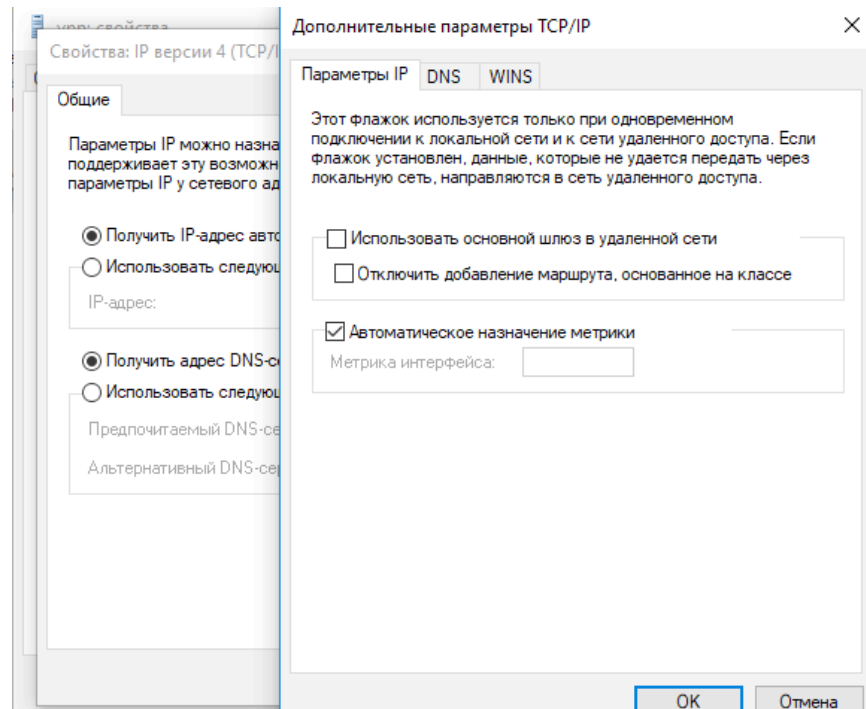 vpn: свойства
Свойства: IP версии 4 (TCP/I
Общие
Параметры IP можно назна
поддерживает эту возможн
параметры IP у сетевого ад
Получить IP-адрес авто
Использовать следующ
IP-адрес:
Получить адрес DNS-се
Использовать следующ
Предпочитаемый DNS-се
Альтернативный DNS-сер
Дополнительные параметры TCP/IP
Параметры IP
DNS
WINS
Этот флажок используется только при одновременном
подключении к локальной сети и к сети удаленного доступа. Если
флажок установлен, данные, которые не удается передать через
локальную сеть, направляются в сеть удаленного доступа.
Использовать основной шлюз в удаленной сети
Отключить добавление маршрута, основанное на классе
Автоматическое назначение метрики
Метрика интерфейса:
OK
Отмена